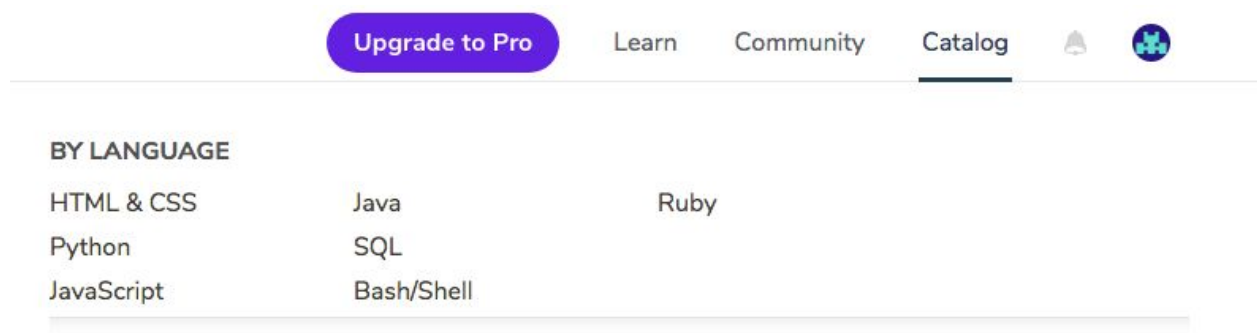 Upgrade to Pro Learn Community Catalog
BY LANGUAGE
HTML & CSS Java Ruby
Python SQL
JavaScript Bash/Shell